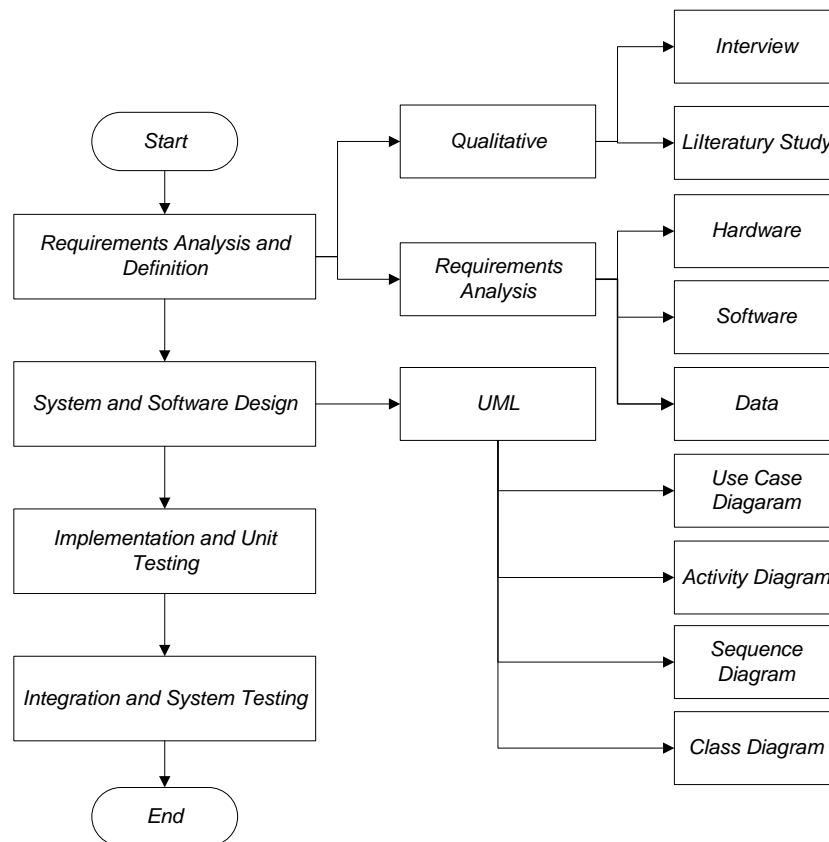 Interview
Start
Qualitative
LiIteratury Study
Requirements Analysis and
Definition
Requirements
Analysis
Hardware
Software
System and Software Design
UML
Data
Use Case
Diagaram
Implementation and Unit
Testing
Activity Diagram
Sequence
Diagram
Integration and System Testing
Class Diagram
End